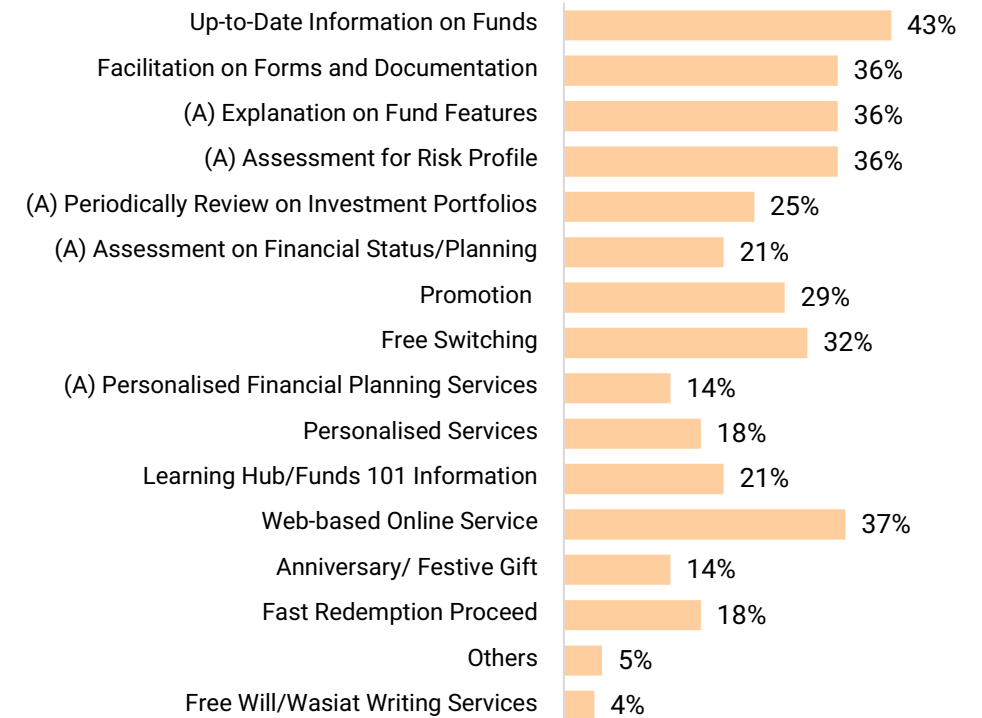 Up-to-Date Information on Funds 43%
Facilitation on Forms and Documentation 36%
(A) Explanation on Fund Features 36%
(A) Assessment for Risk Profile 36%
(A) Periodically Review on Investment Portfolios 25%
(A) Assessment on Financial Status/Planning 21%
Promotion 29%
Free Switching 32%
(A) Personalised Financial Planning Services 14%
Personalised Services 18%
Learning Hub/Funds 101 Information 21%
Web-based Online Service 37%
Anniversary/ Festive Gift 14%
Fast Redemption Proceed 18%
Others 5%
Free Will/Wasiat Writing Services 4%